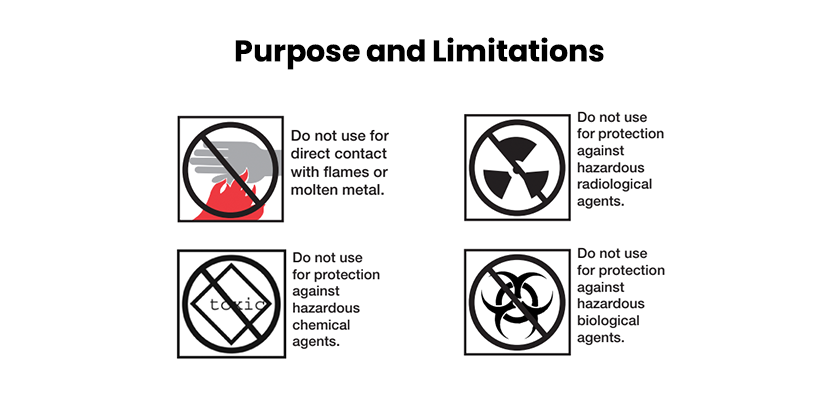 Purpose and Limitations
Do not use for
direct contact
with flames or
molten metal.
Do not use
for protection
against
hazardous
radiological
agents.
toxic
Do not use
for protection
against
hazardous
chemical
agents.
Do not use
for protection
against
hazardous
biological
agents.